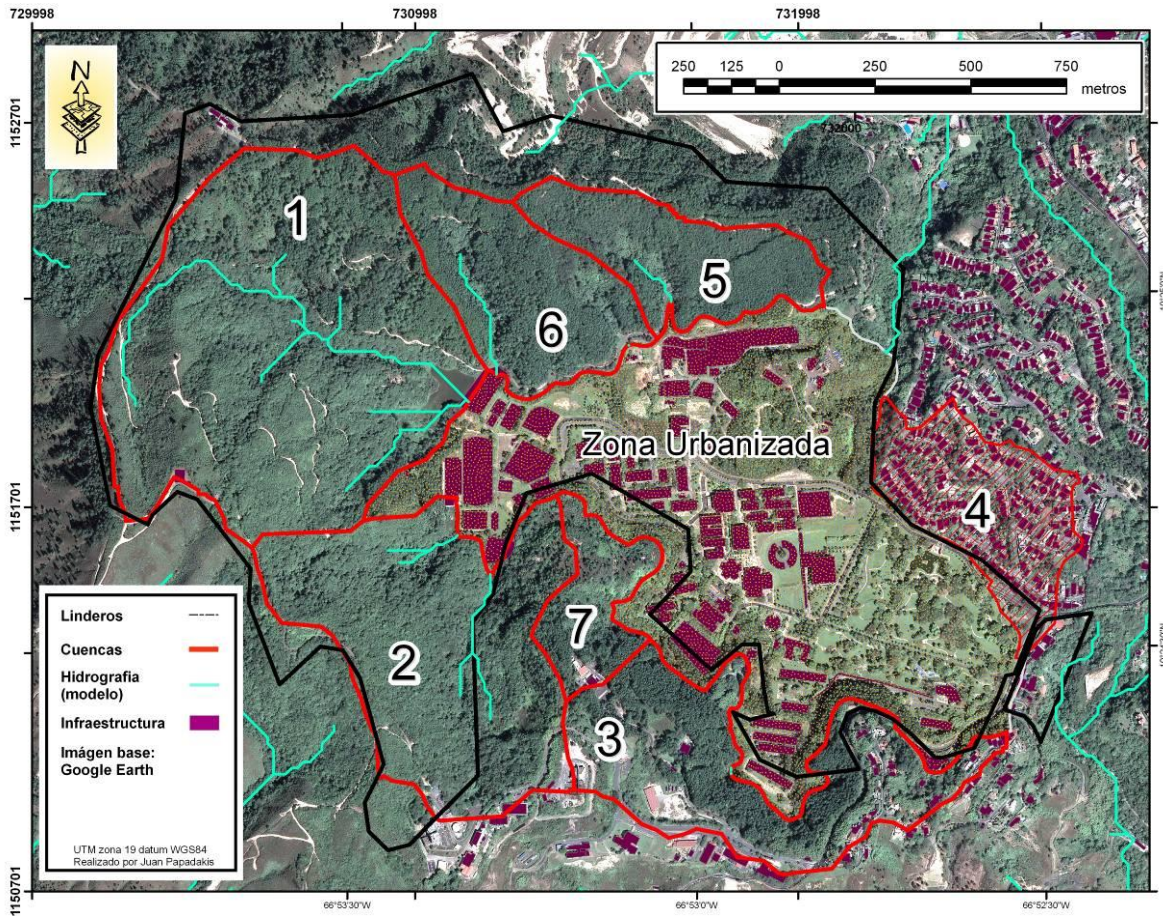 729998
730998
731998
N
250 125 0 250 500 750
metros
1152701
732000
1
5
6
Zona Urbanizada
4
1151701
7
2
3
Linderos
Cuencas
Hidrografia
(modelo)
Infraestructura
Imágen base:
Google Earth
UTM zona 19 datum WGS84
Realizado por Juan Papadakis
1150701
66°53'30"W
66°53'0"W
66°52'30"W